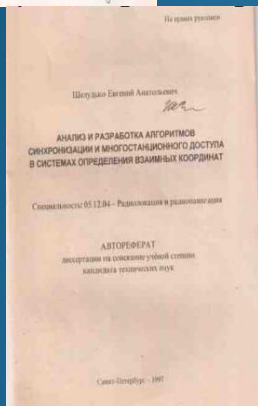 На правах рукописи
Шелудько Евгений Анатольевич
АНАЛИЗ И РАЗРАБОТКА АЛГОРИТМОВ
СИНХРОНИЗАЦИИ И МНОГОСТАНЦИОННОГО ДОСТУПА
В СИСТЕМАХ ОПРЕДЕЛЕНИЯ ВЗАИМНЫХ КООРДИНАТ
Специальность: 05.12.04 – Радиолокация и радионавигация
АВТОРЕФЕРАТ
диссертации на соискание учёной степени
кандидата технических наук
Санкт-Петербург – 1997